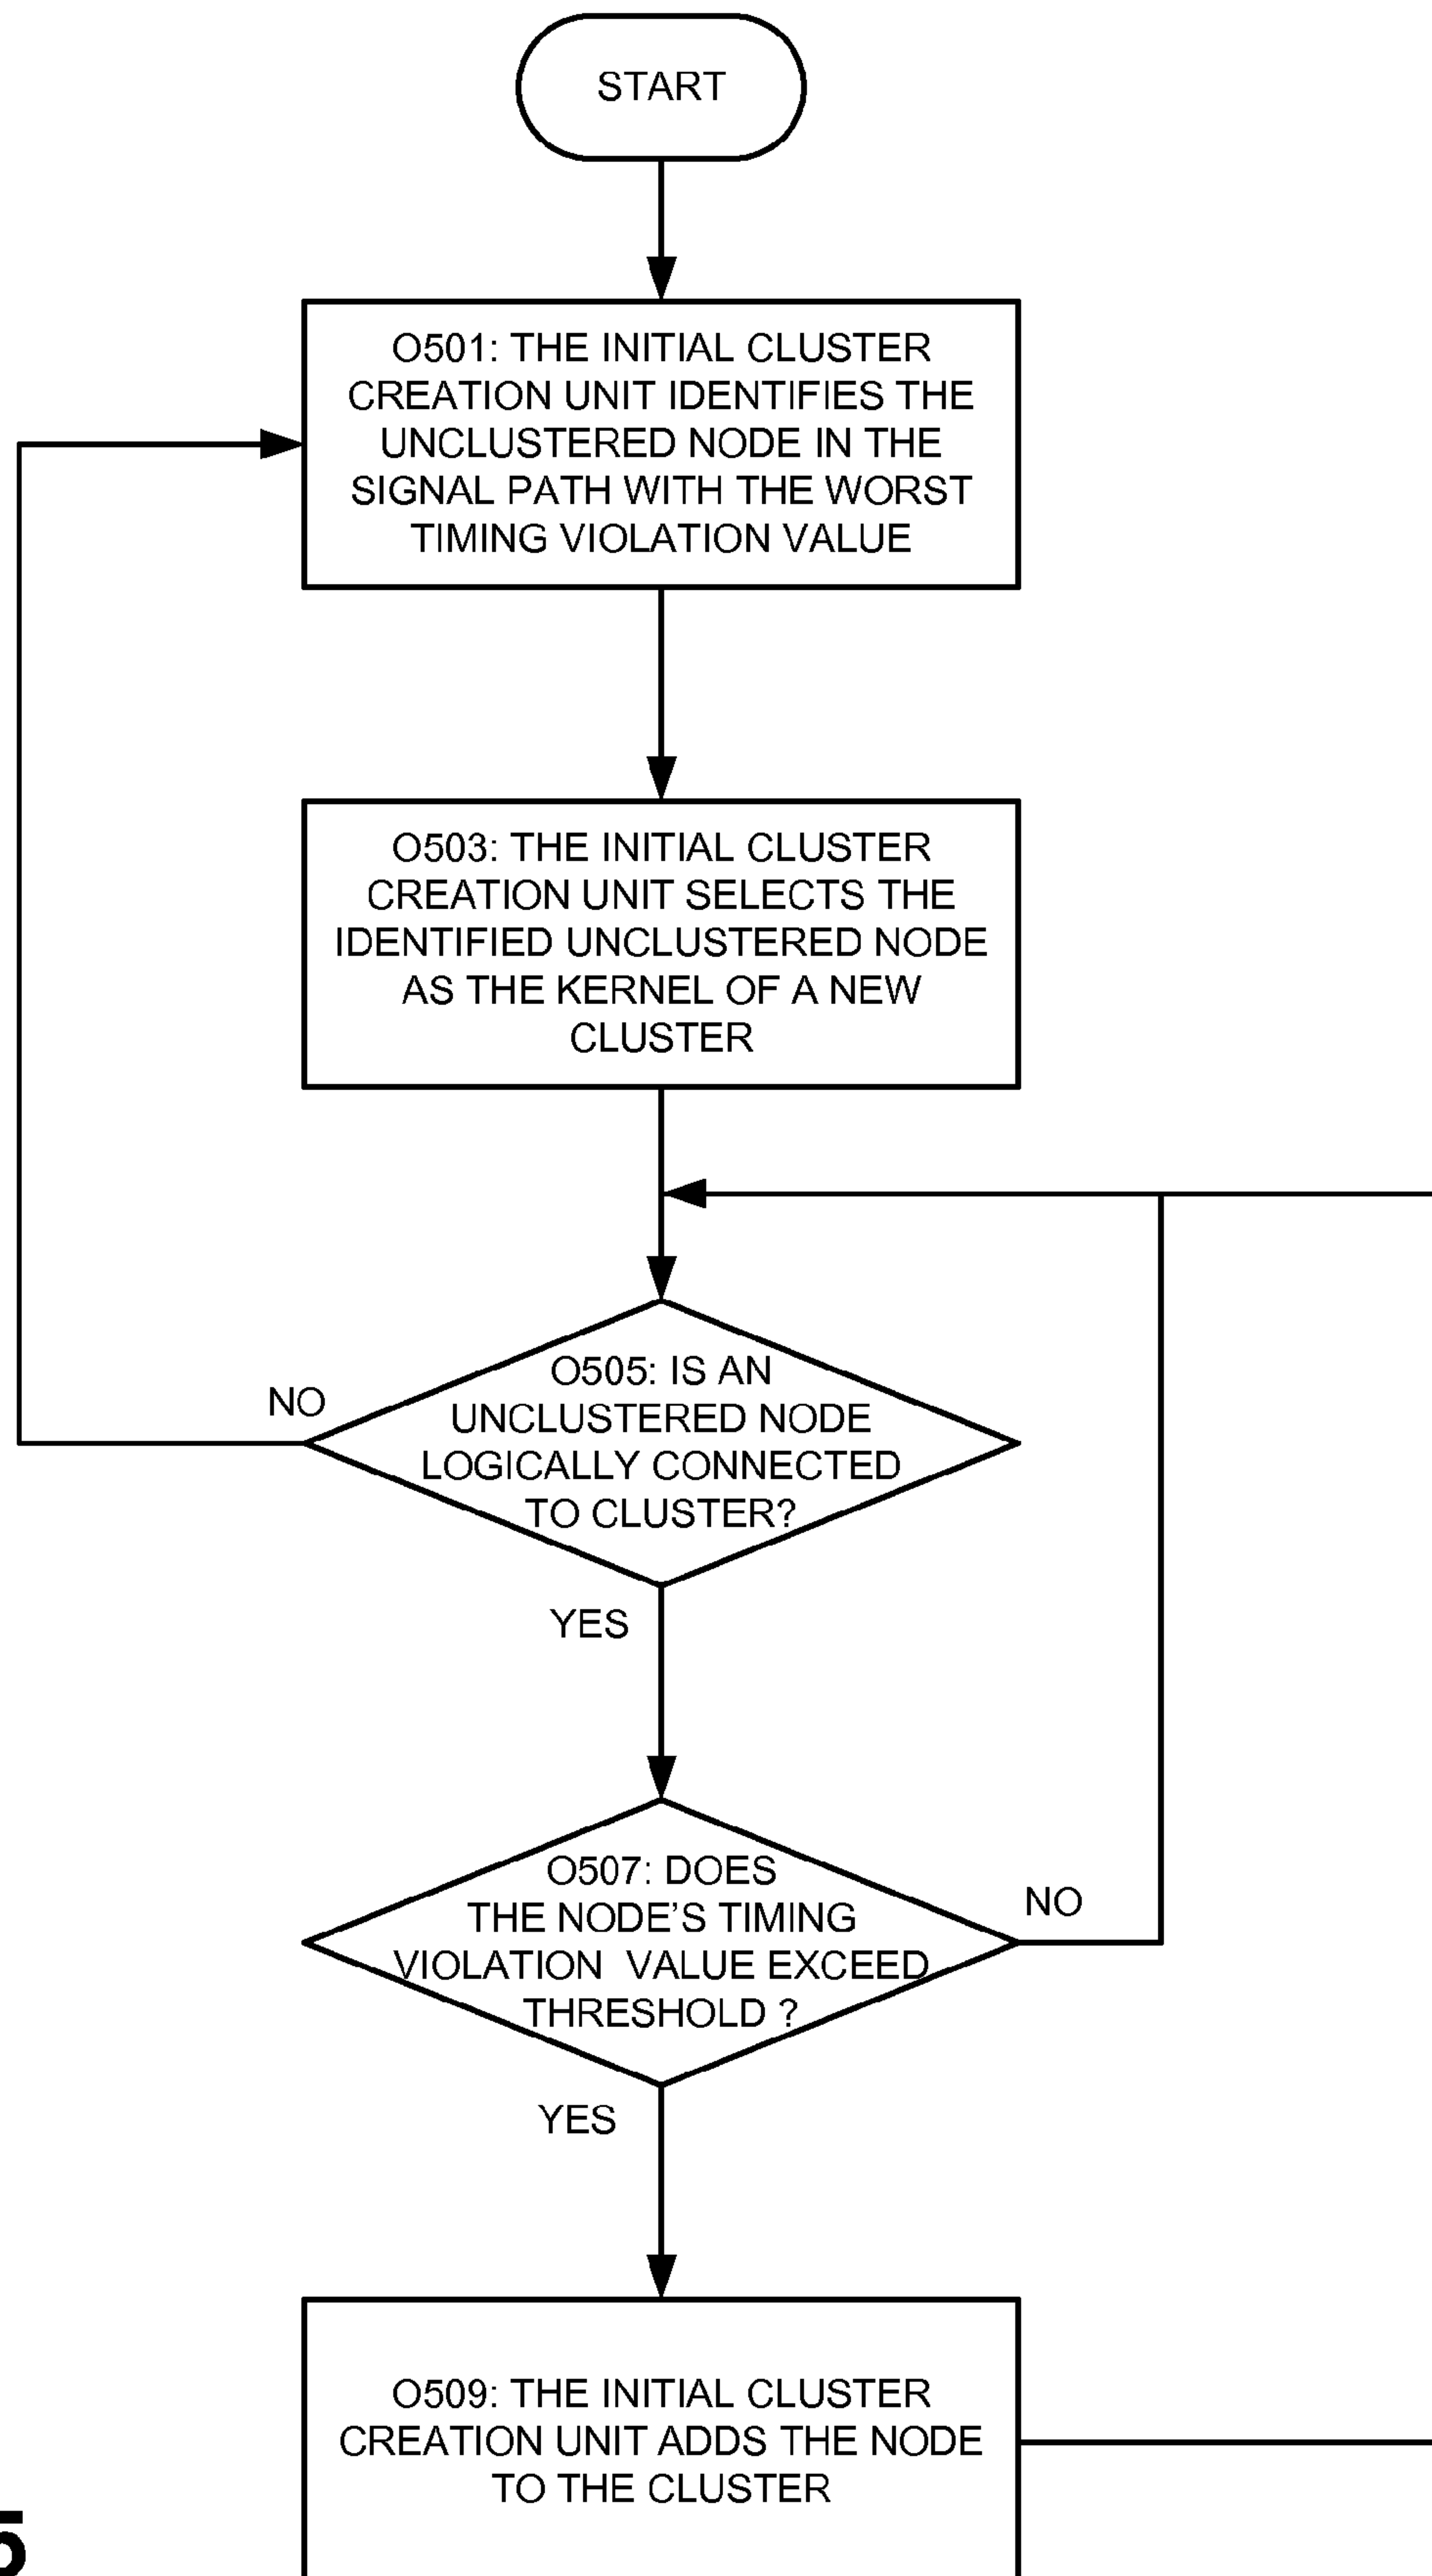 START
O501: THE INITIAL CLUSTER
CREATION UNIT IDENTIFIES THE
UNCLUSTERED NODE IN THE
SIGNAL PATH WITH THE WORST
TIMING VIOLATION VALUE
O503: THE INITIAL CLUSTER
CREATION UNIT SELECTS THE
IDENTIFIED UNCLUSTERED NODE
AS THE KERNEL OF A NEW
CLUSTER
O505: IS AN
UNCLUSTERED NODE
LOGICALLY CONNECTED
TO CLUSTER?
NO
YES
O507: DOES
THE NODE'S TIMING
VIOLATION  VALUE EXCEED
THRESHOLD ?
NO
YES
O509: THE INITIAL CLUSTER
CREATION UNIT ADDS THE NODE
TO THE CLUSTER
5